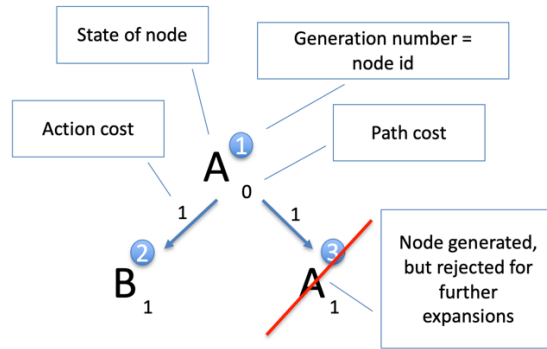 State of node
Generation number =
node id
Action cost
Path cost
1
A
0
1
1
2
B
1
3
A
1
Node generated,
but rejected for
further
expansions